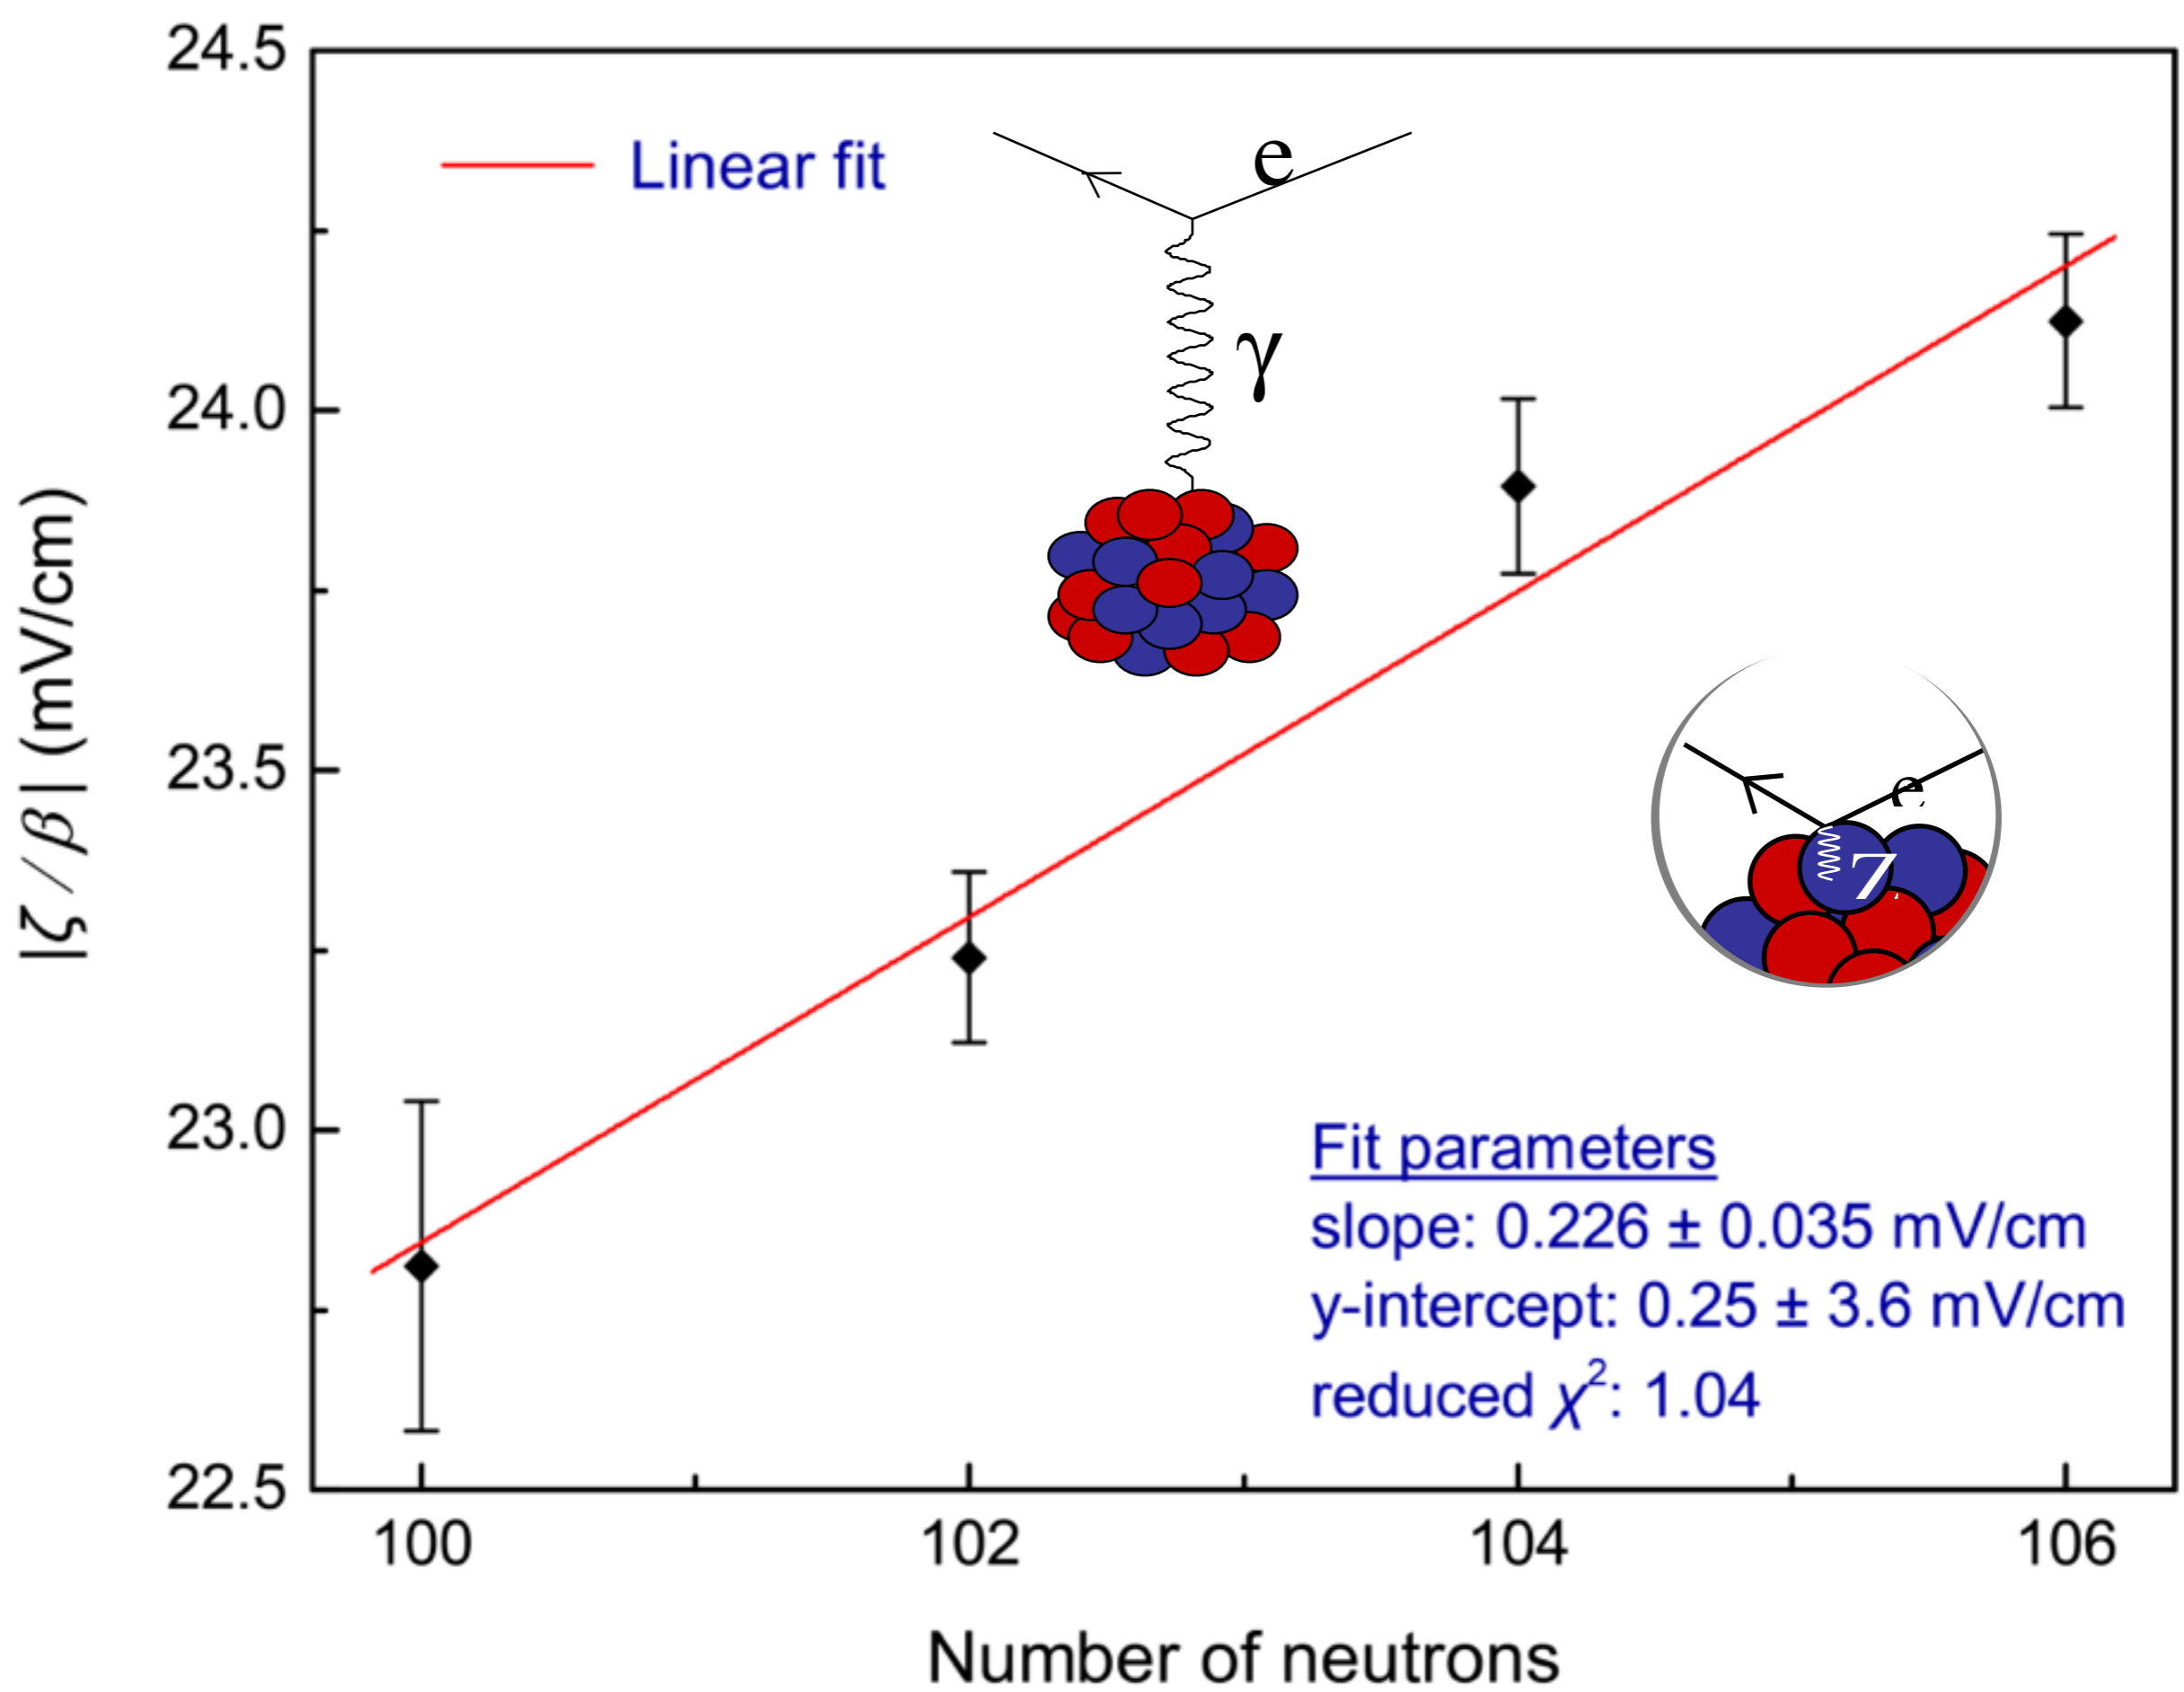 24.5
24.0
23.5
23.0
22.5
|ζ / β| (mV/cm)
Linear fit
e
γ
e
Z
Fit parameters
slope: 0.226 ± 0.035 mV/cm
y-intercept: 0.25 ± 3.6 mV/cm
reduced χ²: 1.04
100 102 104 106
Number of neutrons